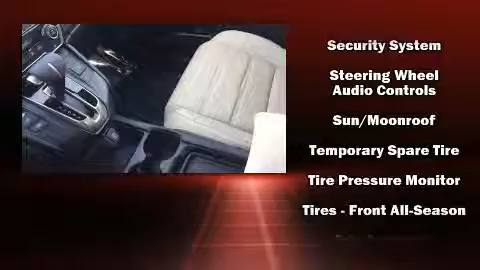 Security System
Steering Wheel
Audio Controls
Sun/Moonroof
Temporary Spare Tire
Tire Pressure Monitor
Tires - Front All-Season